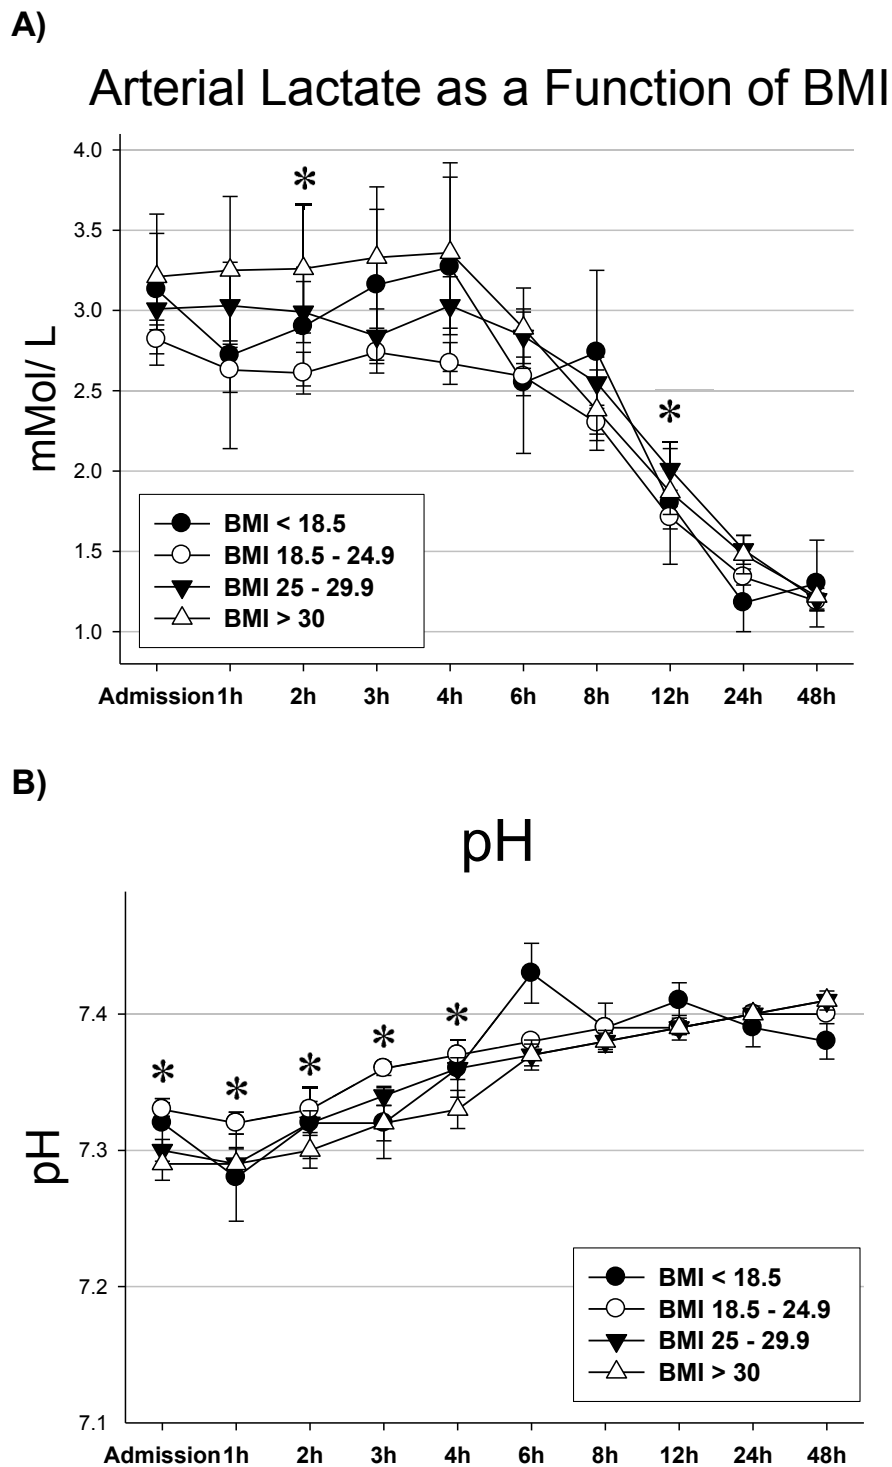 A)
Arterial Lactate as a Function of BMI
4.0
*
3.5
3.0
2.5
*
mMol/ L
2.0
1.5
1.0
BMI < 18.5
BMI 18.5 - 24.9
BMI 25 - 29.9
BMI > 30
Admission 1h 2h 3h 4h 6h 8h 12h 24h 48h
B)
pH
7.4
* * * * *
pH
7.3
7.2
7.1
BMI < 18.5
BMI 18.5 - 24.9
BMI 25 - 29.9
BMI > 30
Admission 1h 2h 3h 4h 6h 8h 12h 24h 48h